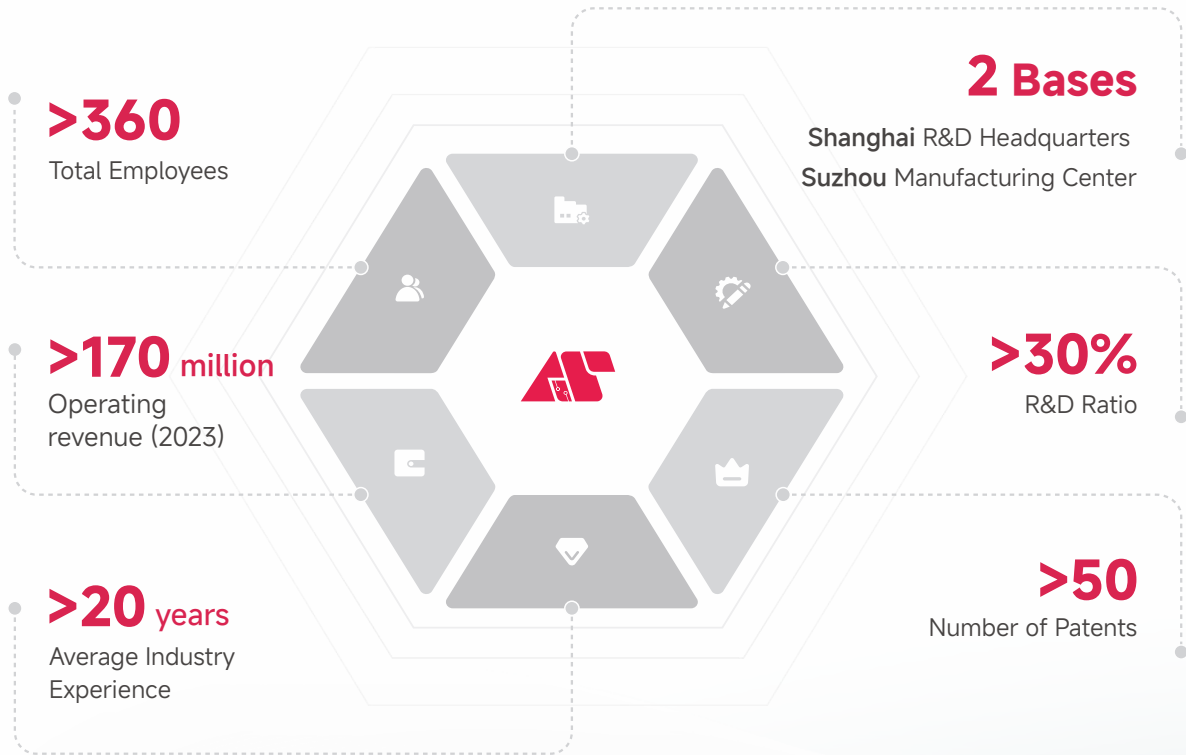 >360
Total Employees
>170 million
Operating
revenue (2023)
>20 years
Average Industry
Experience
2 Bases
Shanghai R&D Headquarters
Suzhou Manufacturing Center
>30%
R&D Ratio
>50
Number of Patents